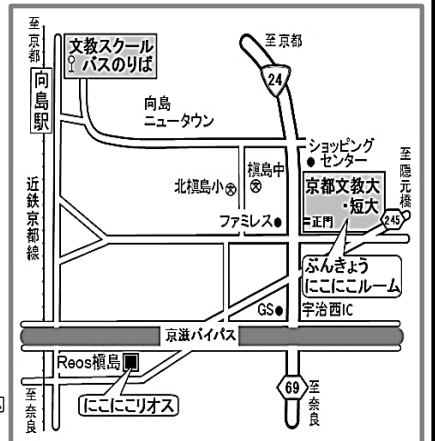 至京都
文教スクール
バスのりば
至京都
24
向島駅
向島
ニュータウン
ショッピング
センター
至隠元橋
槇島中
北槇島小
京都文教大
・短大
245
近鉄京都線
ファミレス
正門
ぶんきょう
にこにこルーム
GS
宇治西IC
京滋バイパス
Reos槇島
にこにこリオス
69
至奈良
至奈良